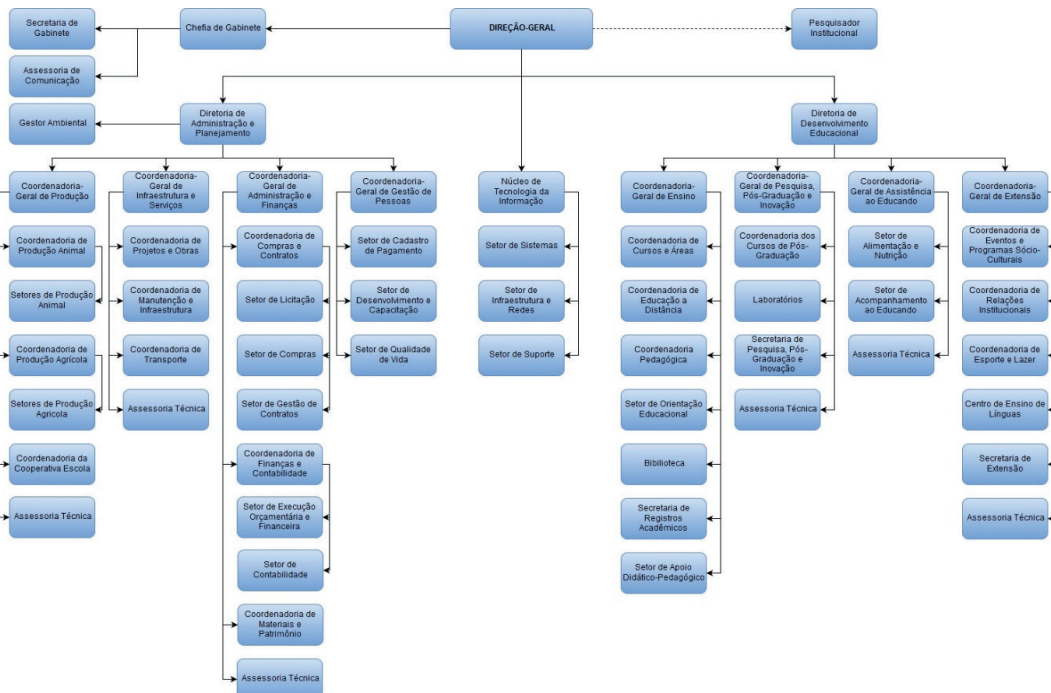 Secretaria de
Gabinete
Chefia de Gabinete
DIREÇÃO-GERAL
Pesquisador
Institucional
Assessoria de
Comunicação
Gestor Ambiental
Diretoria de
Administração e
Planejamento
Diretoria de
Desenvolvimento
Educacional
Coordenadoria-
Geral de Produção
Coordenadoria de
Produção Animal
Setores de Produção
Animal
Coordenadoria de
Produção Agrícola
Setores de Produção
Agricola
Coordenadoria da
Cooperativa Escola
Assessoria Técnica
Coordenadoria-
Geral de
Infraestrutura e
Serviços
Coordenadoria de
Projetos e Obras
Coordenadoria de
Manutenção e
Infraestrutura
Coordenadoria de
Transporte
Assessoria Técnica
Coordenadoria-
Geral de
Administração e
Finanças
Coordenadoria de
Compras e
Contratos
Setor de Licitação
Setor de Compras
Setor de Gestão de
Contratos
Coordenadoria de
Finanças e
Contabilidade
Setor de Execução
Orçamentária e
Financeira
Setor de
Contabilidade
Coordenadoria de
Materiais e
Patrimônio
Assessoria Técnica
Coordenadoria-
Geral de Gestão de
Pessoas
Setor de Cadastro
de Pagamento
Setor de
Desenvolvimento e
Capacitação
Setor de Qualidade
de Vida
Núcleo de
Tecnologia da
Informação
Setor de Sistemas
Setor de
Infraestrutura e
Redes
Setor de Suporte
Coordenadoria-
Geral de Ensino
Coordenadoria de
Cursos e Áreas
Coordenadoria de
Educação a
Distância
Coordenadoria
Pedagógica
Setor de Orientação
Educacional
Bibilioteca
Secretaria de
Registros
Acadêmicos
Setor de Apoio
Didático-Pedagógico
Coordenadoria-
Geral de Pesquisa,
Pós-Graduação e
Inovação
Coordenadoria dos
Cursos de Pós-
Graduação
Laboratórios
Secretaria de
Pesquisa, Pós-
Graduação e
Inovação
Assessoria Técnica
Coordenadoria-
Geral de Assistência
ao Educando
Setor de
Alimentação e
Nutrição
Setor de
Acompanhamento
ao Educando
Assessoria Técnica
Coordenadoria-
Geral de Extensão
Coordenadoria de
Eventos e
Programas Sócio-
Culturais
Coordenadoria de
Relações
Institucionais
Coordenadoria de
Esporte e Lazer
Centro de Ensino de
Línguas
Secretaria de
Extensão
Assessoria Técnica